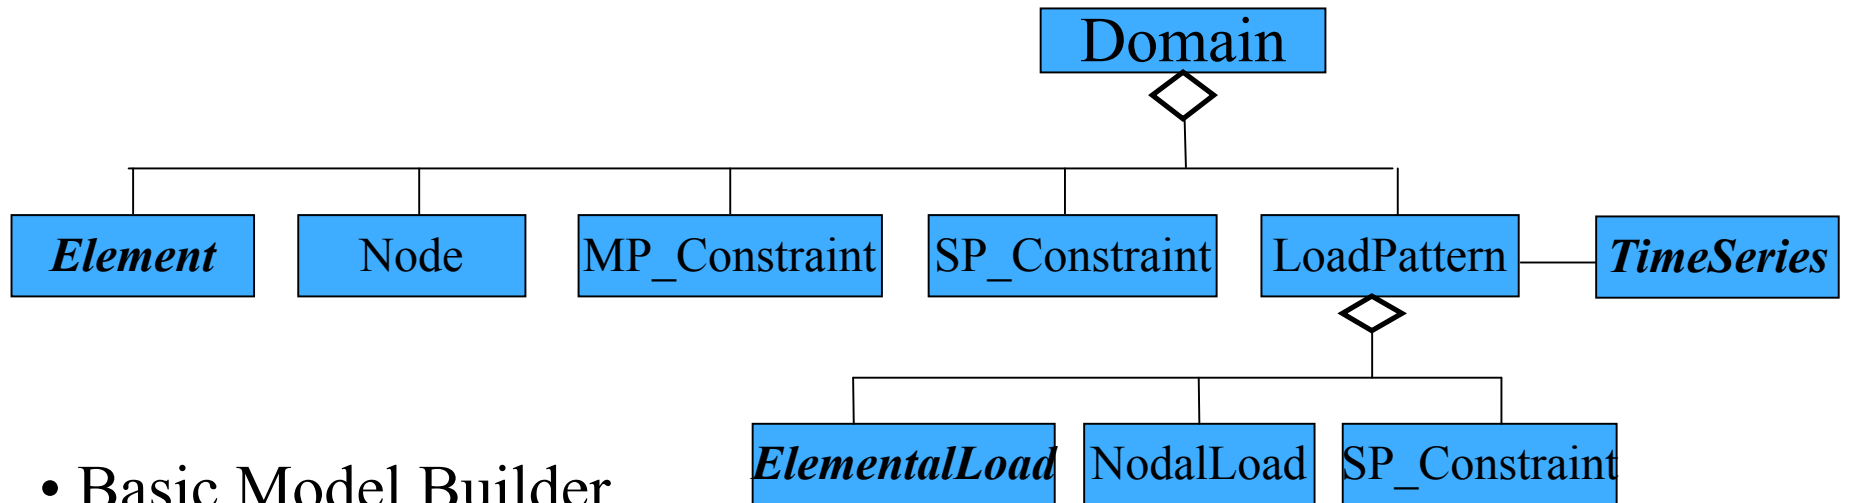 Domain
Element
Node
MP_Constraint
SP_Constraint
LoadPattern
TimeSeries
ElementalLoad
NodalLoad
SP_Constraint
• Basic Model Builder